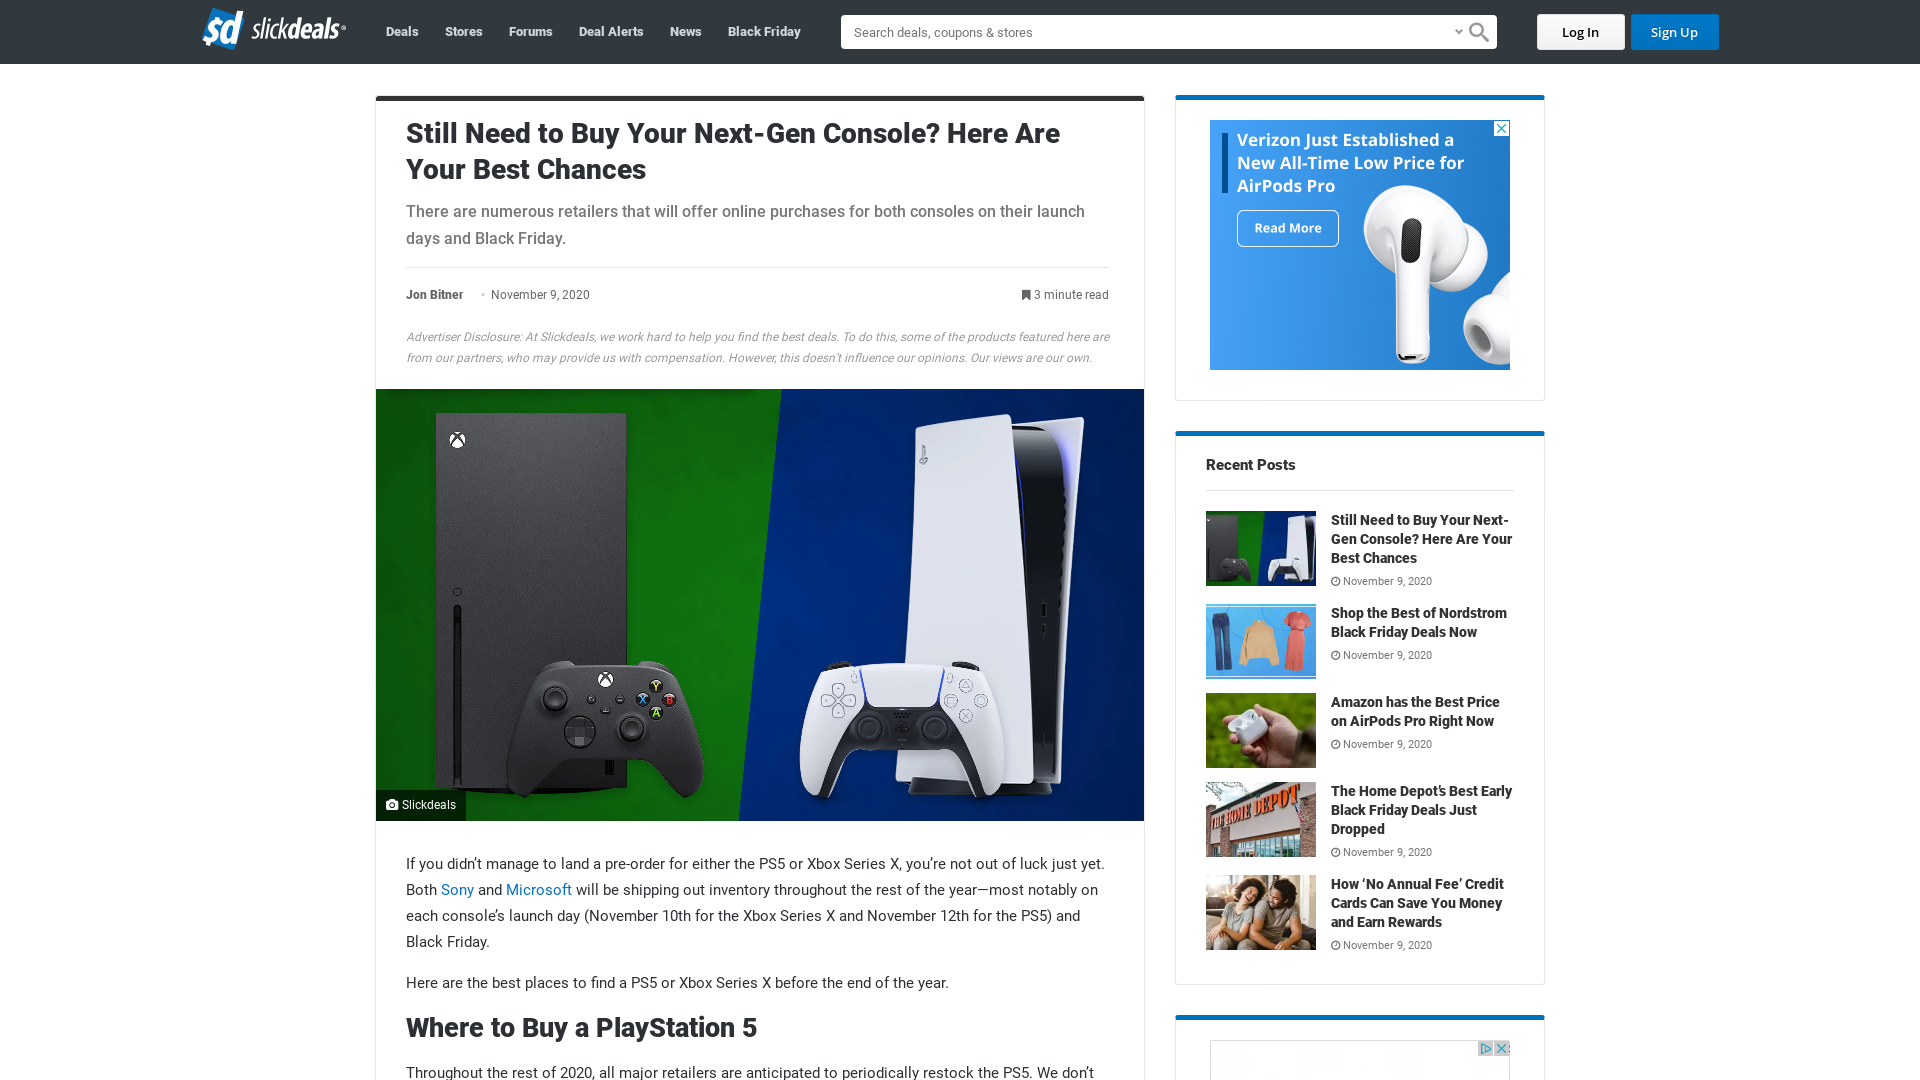 sd slickdeals
Deals
Stores
Forums
Deal Alerts
News
Black Friday
Search deals, coupons & stores
Log In
Sign Up
Still Need to Buy Your Next-Gen Console? Here Are
Your Best Chances
There are numerous retailers that will offer online purchases for both consoles on their launch
days and Black Friday.
Jon Bitner • November 9, 2020
3 minute read
Advertiser Disclosure: At Slickdeals, we work hard to help you find the best deals. To do this, some of the products featured here are
from our partners, who may provide us with compensation. However, this doesn’t influence our opinions. Our views are our own.
Y
X
B
A
Slickdeals
If you didn’t manage to land a pre-order for either the PS5 or Xbox Series X, you’re not out of luck just yet.
Both Sony and Microsoft will be shipping out inventory throughout the rest of the year—most notably on
each console’s launch day (November 10th for the Xbox Series X and November 12th for the PS5) and
Black Friday.
Here are the best places to find a PS5 or Xbox Series X before the end of the year.
Where to Buy a PlayStation 5
Throughout the rest of 2020, all major retailers are anticipated to periodically restock the PS5. We don’t
Verizon Just Established a
New All-Time Low Price for
AirPods Pro
Read More
Recent Posts
Still Need to Buy Your Next-
Gen Console? Here Are Your
Best Chances
November 9, 2020
Shop the Best of Nordstrom
Black Friday Deals Now
November 9, 2020
Amazon has the Best Price
on AirPods Pro Right Now
November 9, 2020
THE HOME DEPOT
The Home Depot’s Best Early
Black Friday Deals Just
Dropped
November 9, 2020
How ‘No Annual Fee’ Credit
Cards Can Save You Money
and Earn Rewards
November 9, 2020